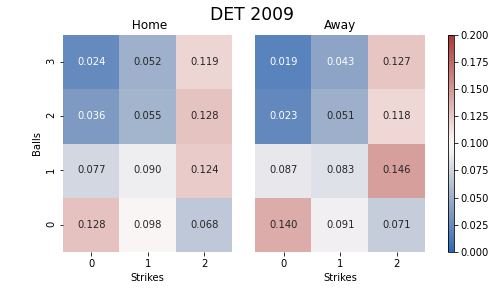 DET 2009
Home Away
0.200
3 0.024 0.052 0.119 0.019 0.043 0.127 0.175
0.150
2 0.036 0.055 0.128 0.023 0.051 0.118 0.125
Balls
0.100
1 0.077 0.090 0.124 0.087 0.083 0.146 0.075
0.050
0 0.128 0.098 0.068 0.140 0.091 0.071 0.025
0.000
0 1 2 0 1 2
Strikes Strikes